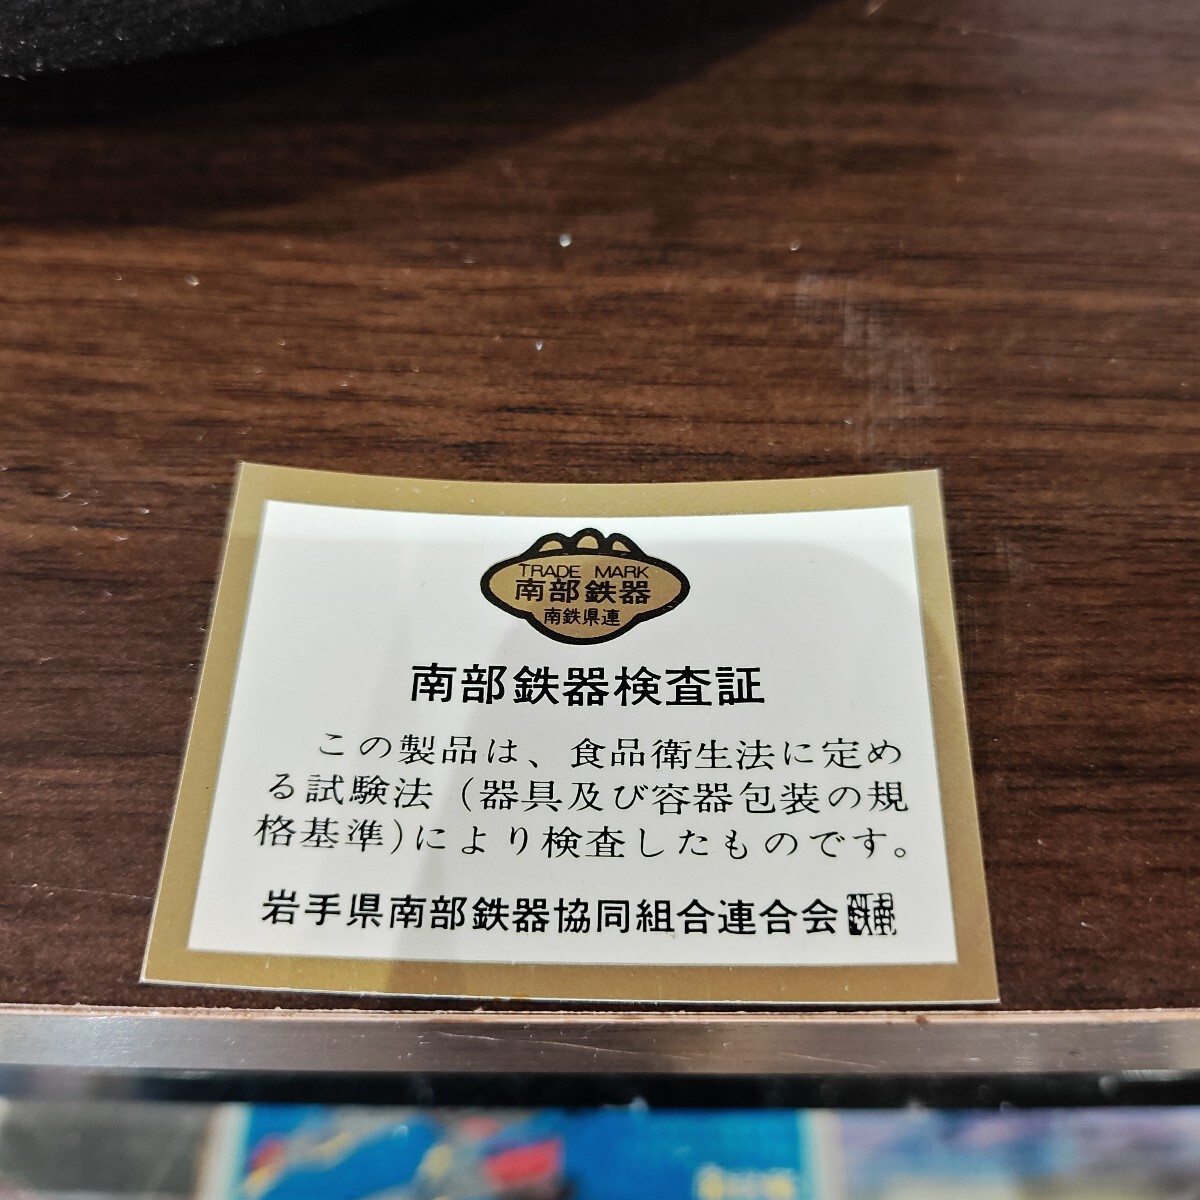 TRADE MARK
南部鉄器
南鉄県連
南部鉄器検査証
この製品は、食品衛生法に定め
る試験法（器具及び容器包装の規
格基準）により検査したものです。
岩手県南部鉄器協同組合連合会